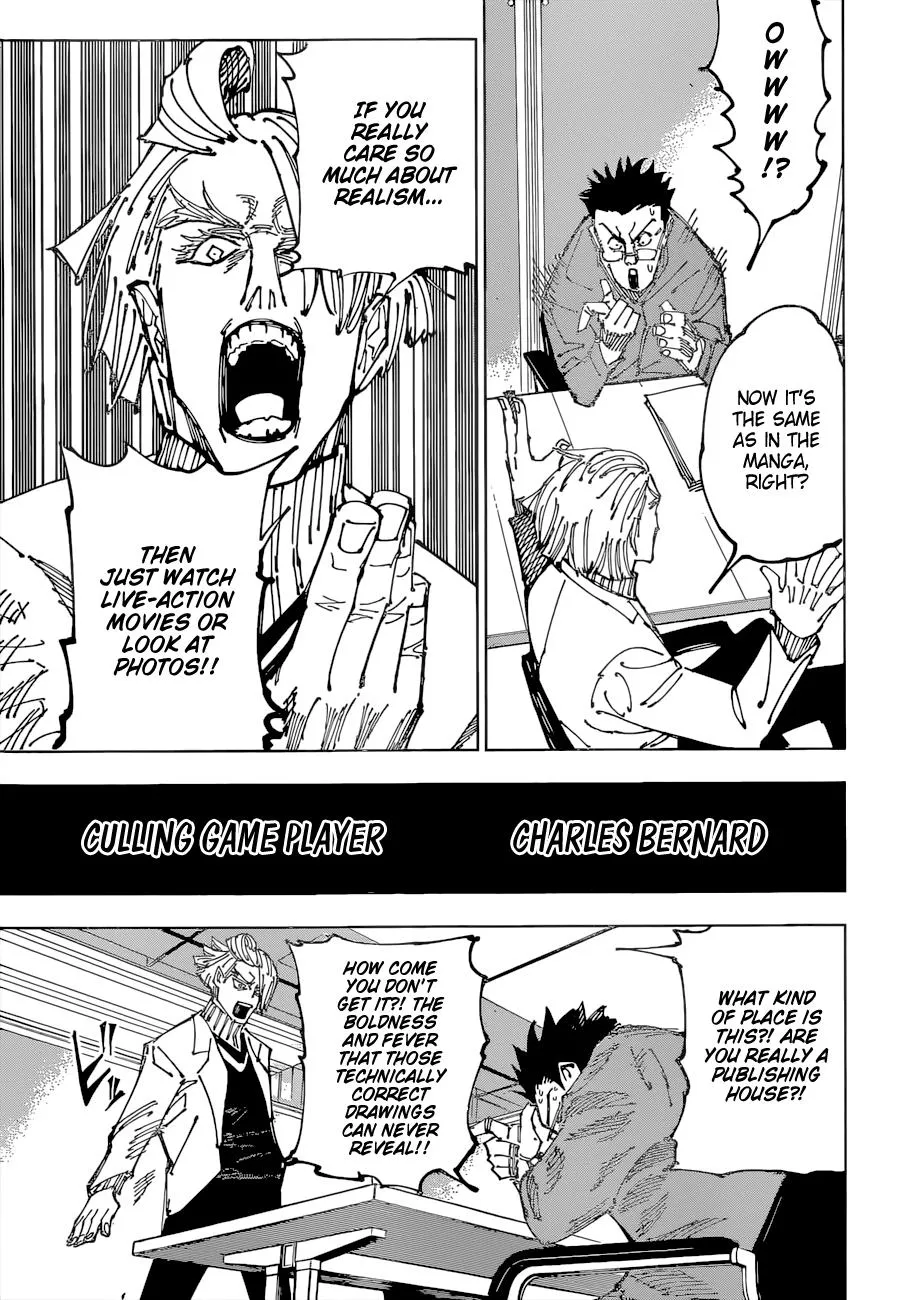 OWWWW!?
NOW IT'S
THE SAME
AS IN THE
MANGA,
RIGHT?
IF YOU
REALLY
CARE SO
MUCH ABOUT
REALISM...
THEN
JUST WATCH
LIVE-ACTION
MOVIES OR
LOOK AT
PHOTOS!!
CULLING GAME PLAYER
CHARLES BERNARD
WHAT KIND
OF PLACE IS
THIS?! ARE
YOU REALLY A
PUBLISHING
HOUSE?!
HOW COME
YOU DON'T
GET IT?! THE
BOLDNESS
AND FEVER
THAT THOSE
TECHNICALLY
CORRECT
DRAWINGS
CAN NEVER
REVEAL!!